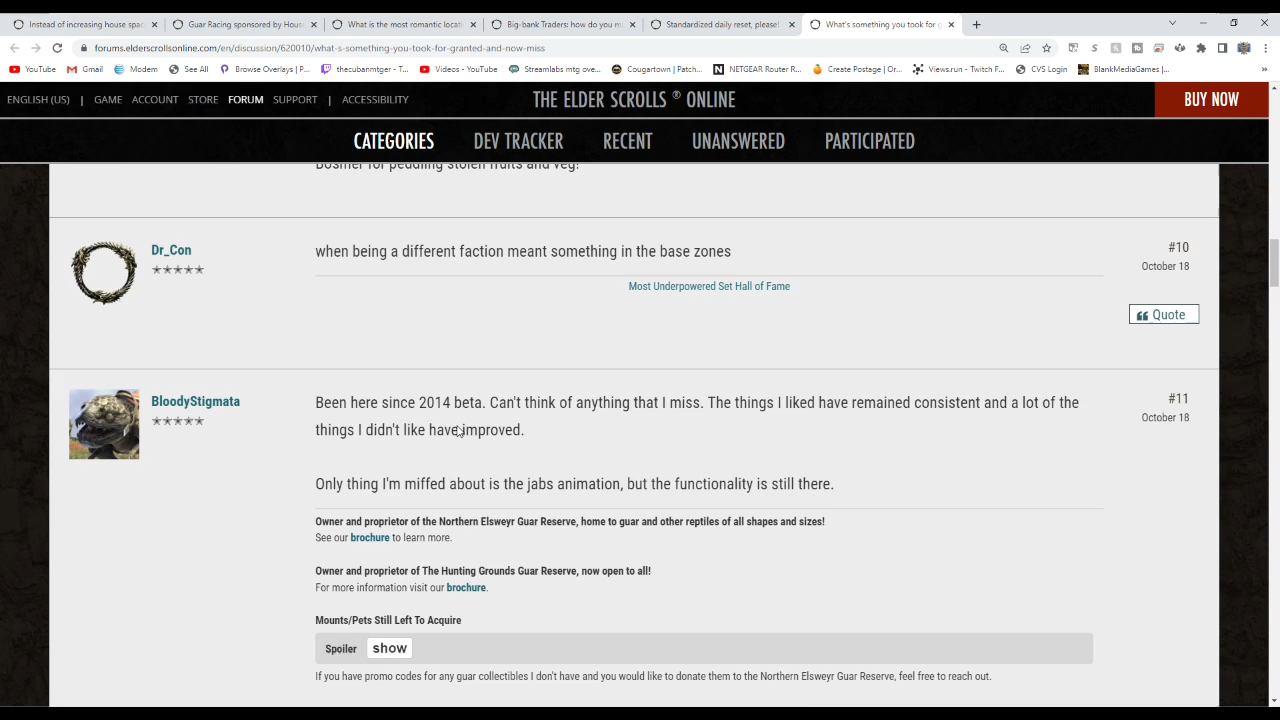 Instead of increasing house spac
Guar Racing sponsored by Hous
What is the most romantic locati
Big-bank Traders: how do you m
Standardized daily reset, please!
What's something you took for g
forums.elderscrollsonline.com/en/discussion/620010/what-s-something-you-took-for-granted-and-now-miss
YouTube
Gmail
Modem
See All
Browse Overlays | P...
thecubanmtger - T...
Videos - YouTube
Streamlabs mtg ove...
Cougartown | Patch...
NETGEAR Router R...
Create Postage | Or...
Views.run - Twitch F...
CVS Login
BlankMediaGames |...
»
ENGLISH (US) | GAME ACCOUNT STORE FORUM SUPPORT | ACCESSIBILITY
THE ELDER SCROLLS ® ONLINE
BUY NOW
CATEGORIES DEV TRACKER RECENT UNANSWERED PARTICIPATED
Bosmer for peddling stolen fruits and veg!
Dr_Con
when being a different faction meant something in the base zones
#10
October 18
Most Underpowered Set Hall of Fame
Quote
BloodyStigmata
Been here since 2014 beta. Can't think of anything that I miss. The things I liked have remained consistent and a lot of the
things I didn't like have improved.
#11
October 18
Only thing I'm miffed about is the jabs animation, but the functionality is still there.
Owner and proprietor of the Northern Elsweyr Guar Reserve, home to guar and other reptiles of all shapes and sizes!
See our brochure to learn more.
Owner and proprietor of The Hunting Grounds Guar Reserve, now open to all!
For more information visit our brochure.
Mounts/Pets Still Left To Acquire
Spoiler show
If you have promo codes for any guar collectibles I don't have and you would like to donate them to the Northern Elsweyr Guar Reserve, feel free to reach out.